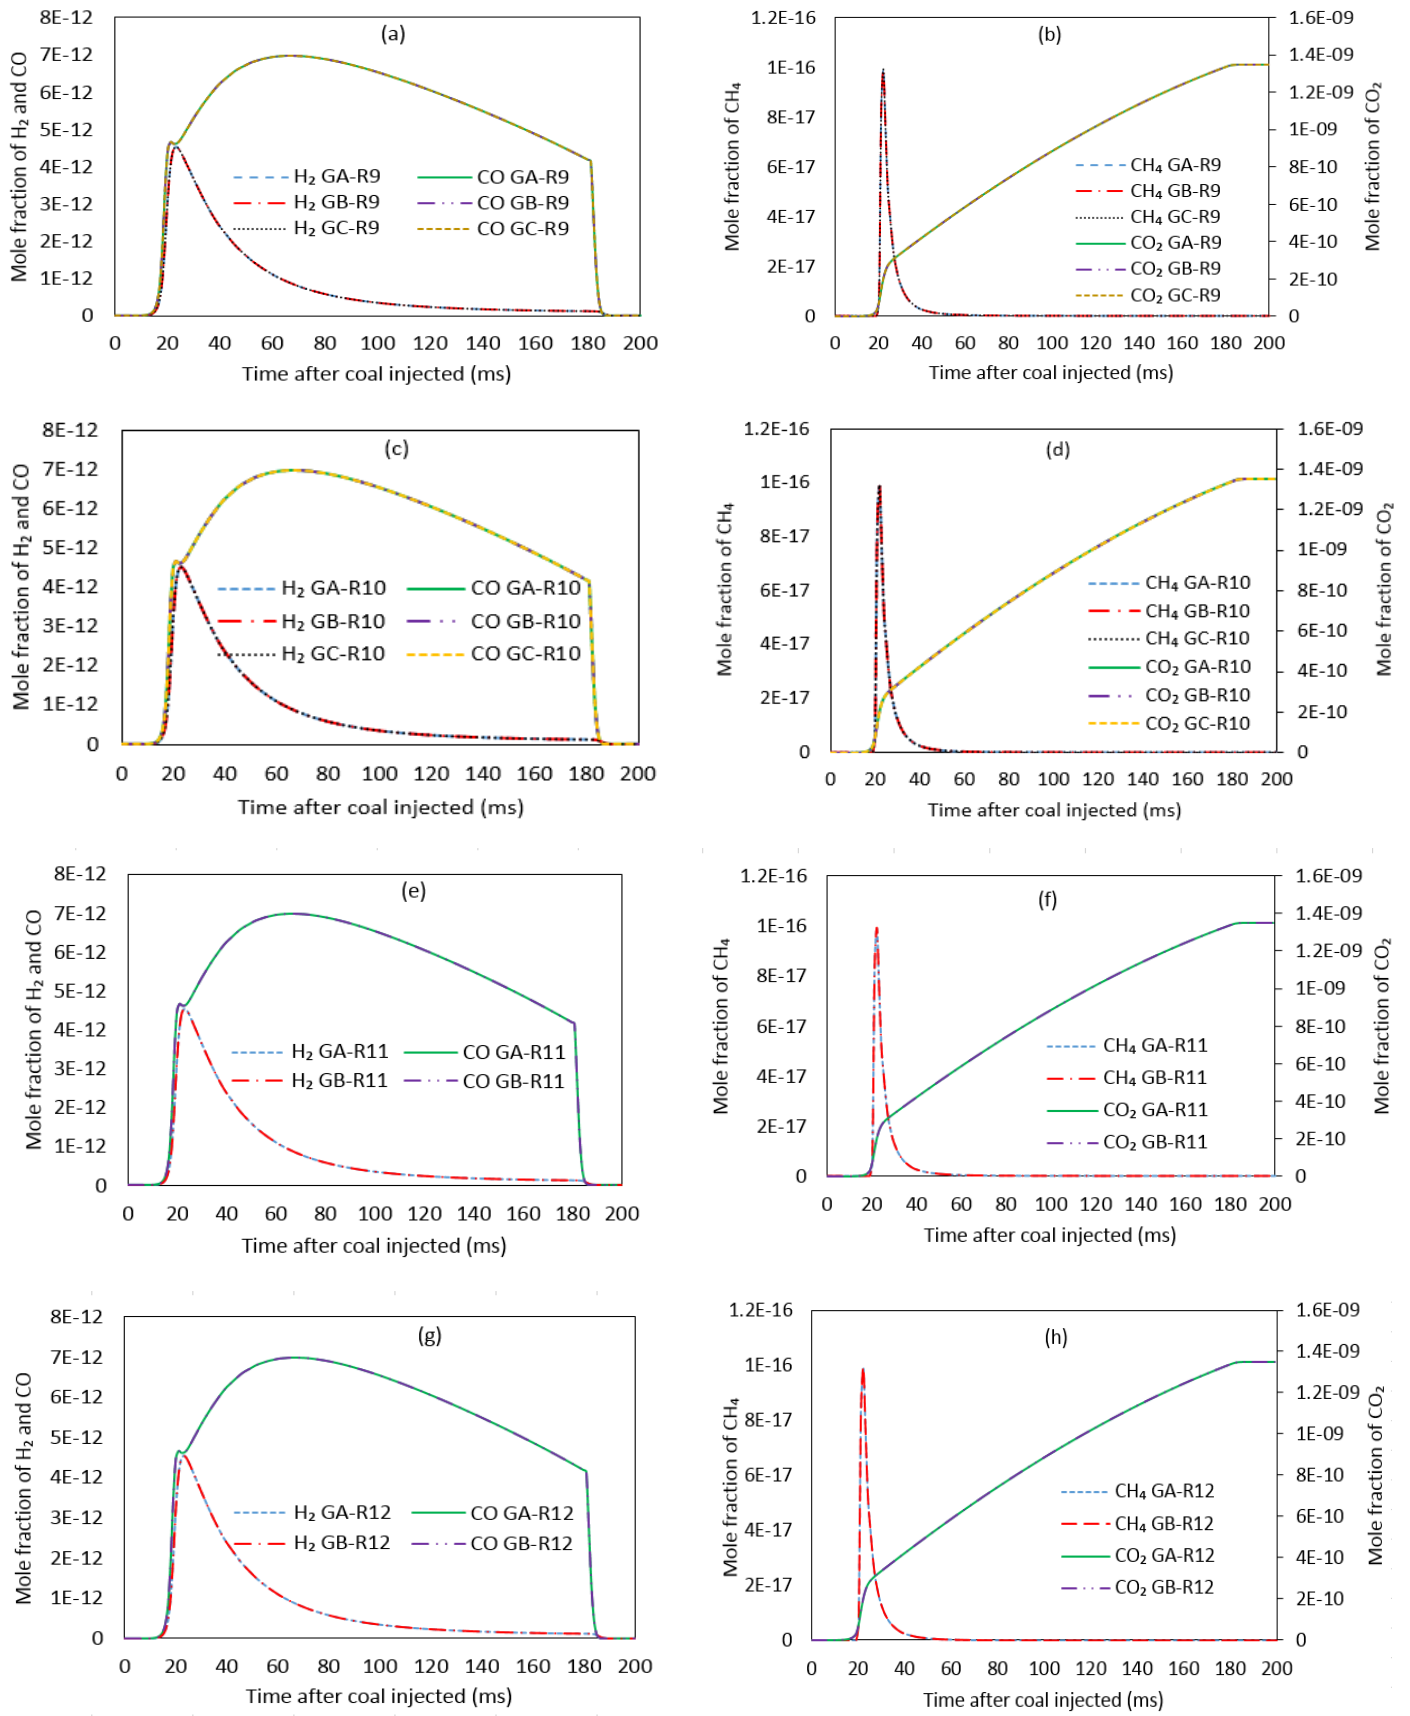 (a)
Mole fraction of H₂ and CO
8E-12
7E-12
6E-12
5E-12
4E-12
3E-12
2E-12
1E-12
0
H₂ GA-R9 CO GA-R9
H₂ GB-R9 CO GB-R9
H₂ GC-R9 CO GC-R9
0 20 40 60 80 100 120 140 160 180 200
Time after coal injected (ms)
(b)
Mole fraction of CH₄
1.2E-16
1E-16
8E-17
6E-17
4E-17
2E-17
0
CH₄ GA-R9
CH₄ GB-R9
CH₄ GC-R9
CO₂ GA-R9
CO₂ GB-R9
CO₂ GC-R9
1.6E-09
1.4E-09
1.2E-09
1E-09
8E-10
6E-10
4E-10
2E-10
0
Mole fraction of CO₂
0 20 40 60 80 100 120 140 160 180 200
Time after coal injected (ms)
(c)
Mole fraction of H₂ and CO
8E-12
7E-12
6E-12
5E-12
4E-12
3E-12
2E-12
1E-12
0
H₂ GA-R10 CO GA-R10
H₂ GB-R10 CO GB-R10
H₂ GC-R10 CO GC-R10
0 20 40 60 80 100 120 140 160 180 200
Time after coal injected (ms)
(d)
Mole fraction of CH₄
1.2E-16
1E-16
8E-17
6E-17
4E-17
2E-17
0
CH₄ GA-R10
CH₄ GB-R10
CH₄ GC-R10
CO₂ GA-R10
CO₂ GB-R10
CO₂ GC-R10
1.6E-09
1.4E-09
1.2E-09
1E-09
8E-10
6E-10
4E-10
2E-10
0
Mole fraction of CO₂
0 20 40 60 80 100 120 140 160 180 200
Time after coal injected (ms)
(e)
Mole fraction of H₂ and CO
8E-12
7E-12
6E-12
5E-12
4E-12
3E-12
2E-12
1E-12
0
H₂ GA-R11 CO GA-R11
H₂ GB-R11 CO GB-R11
0 20 40 60 80 100 120 140 160 180 200
Time after coal injected (ms)
(f)
Mole fraction of CH₄
1.2E-16
1E-16
8E-17
6E-17
4E-17
2E-17
0
CH₄ GA-R11
CH₄ GB-R11
CO₂ GA-R11
CO₂ GB-R11
1.6E-09
1.4E-09
1.2E-09
1E-09
8E-10
6E-10
4E-10
2E-10
0
Mole fraction of CO₂
0 20 40 60 80 100 120 140 160 180 200
Time after coal injected (ms)
(g)
Mole fraction of H₂ and CO
8E-12
7E-12
6E-12
5E-12
4E-12
3E-12
2E-12
1E-12
0
H₂ GA-R12 CO GA-R12
H₂ GB-R12 CO GB-R12
0 20 40 60 80 100 120 140 160 180 200
Time after coal injected (ms)
(h)
Mole fraction of CH₄
1.2E-16
1E-16
8E-17
6E-17
4E-17
2E-17
0
CH₄ GA-R12
CH₄ GB-R12
CO₂ GA-R12
CO₂ GB-R12
1.6E-09
1.4E-09
1.2E-09
1E-09
8E-10
6E-10
4E-10
2E-10
0
Mole fraction of CO₂
0 20 40 60 80 100 120 140 160 180 200
Time after coal injected (ms)